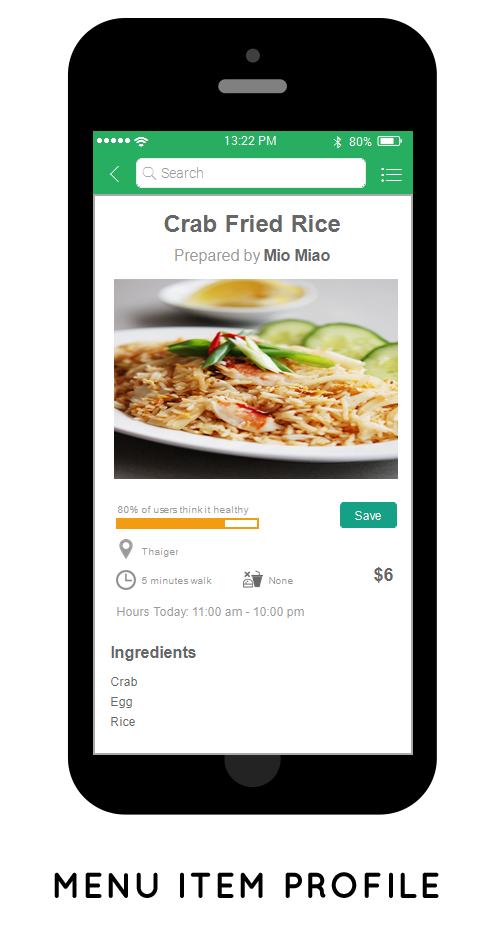 13:22 PM 80%
Search
Crab Fried Rice
Prepared by Mio Miao
80% of users think it healthy
Save
Thaiger
5 minutes walk None
$6
Hours Today: 11:00 am - 10:00 pm
Ingredients
Crab
Egg
Rice
MENU ITEM PROFILE